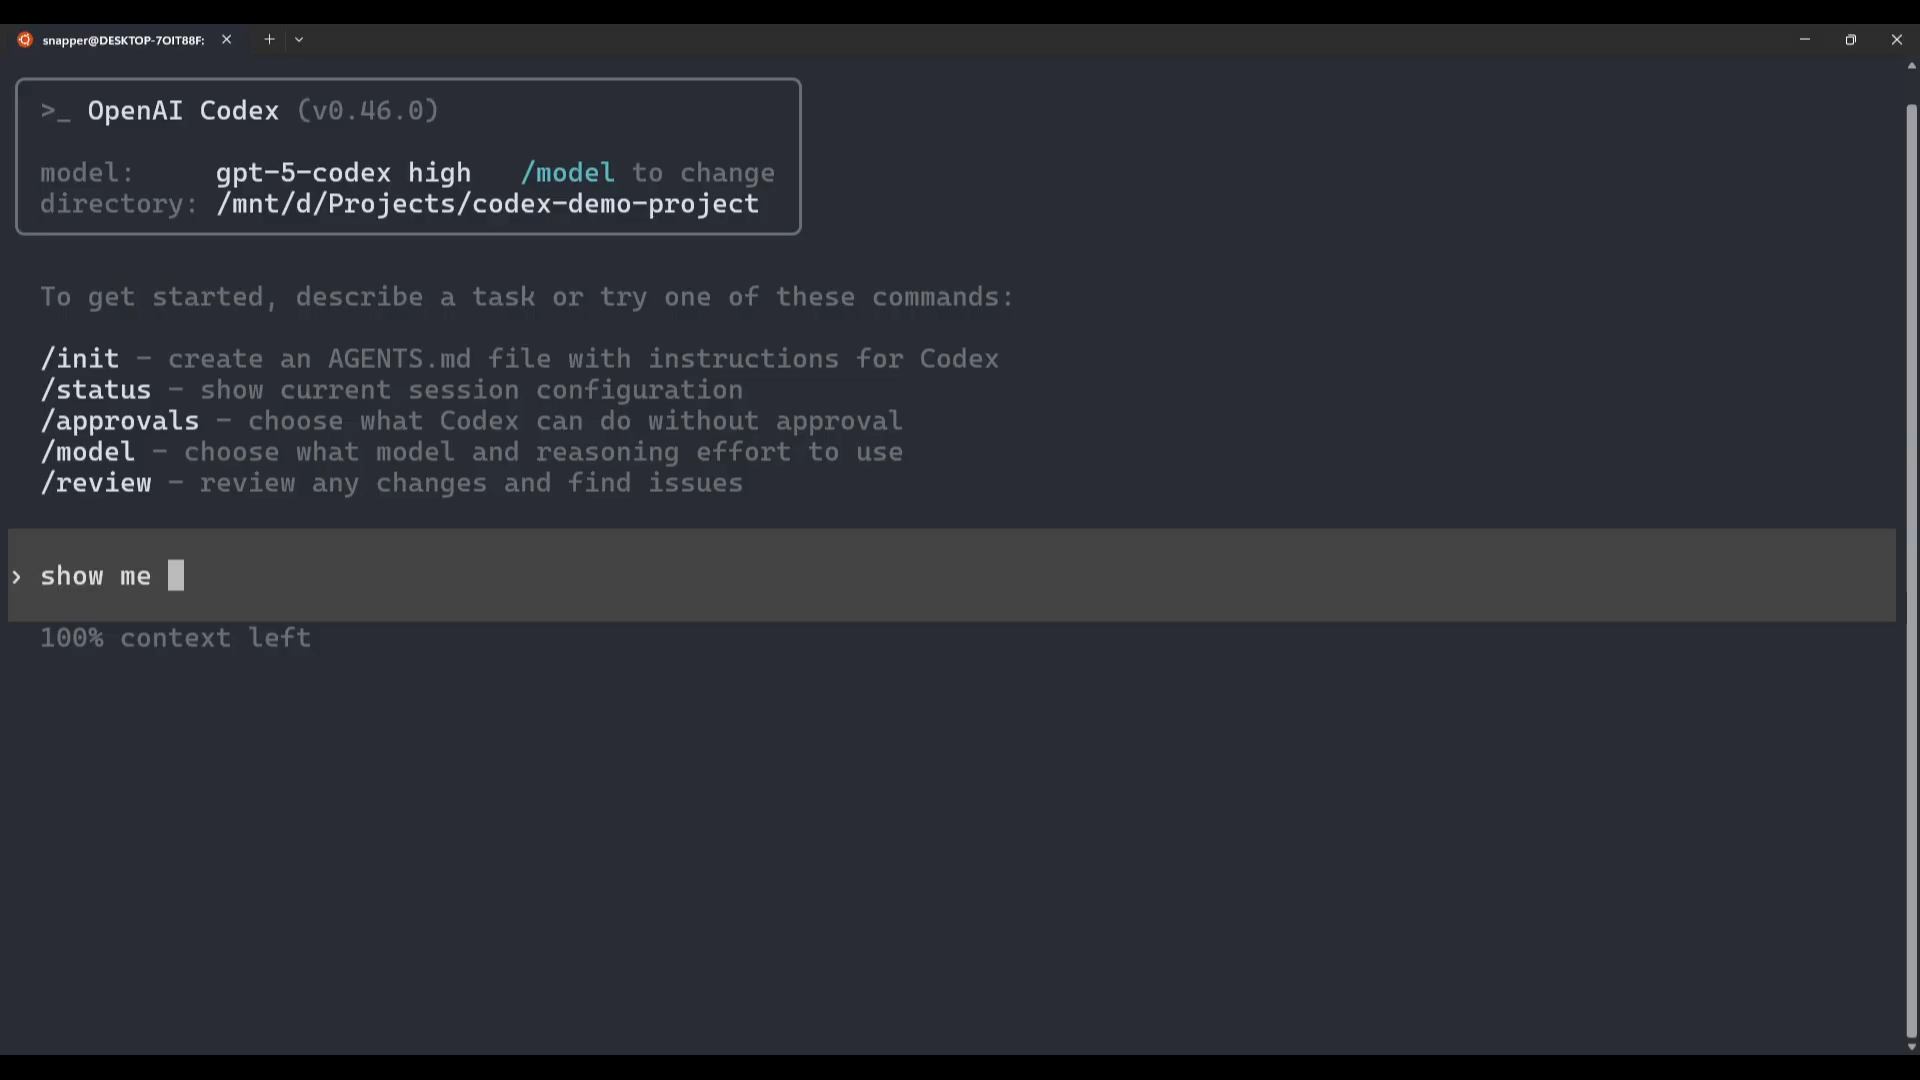 snapper@DESKTOP-7OIT88F:
>_ OpenAI Codex (v0.46.0)
model: gpt-5-codex high /model to change
directory: /mnt/d/Projects/codex-demo-project
To get started, describe a task or try one of these commands:
/init - create an AGENTS.md file with instructions for Codex
/status - show current session configuration
/approvals - choose what Codex can do without approval
/model - choose what model and reasoning effort to use
/review - review any changes and find issues
› show me
100% context left